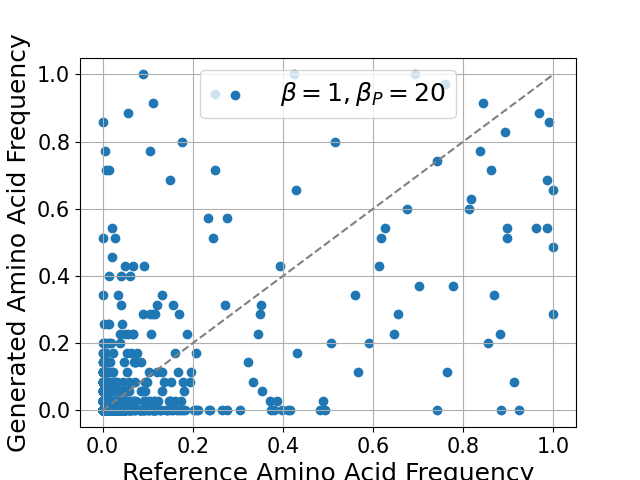 β = 1, β_P = 20
Generated Amino Acid Frequency
1.0
0.8
0.6
0.4
0.2
0.0
0.0 0.2 0.4 0.6 0.8 1.0
Reference Amino Acid Frequency